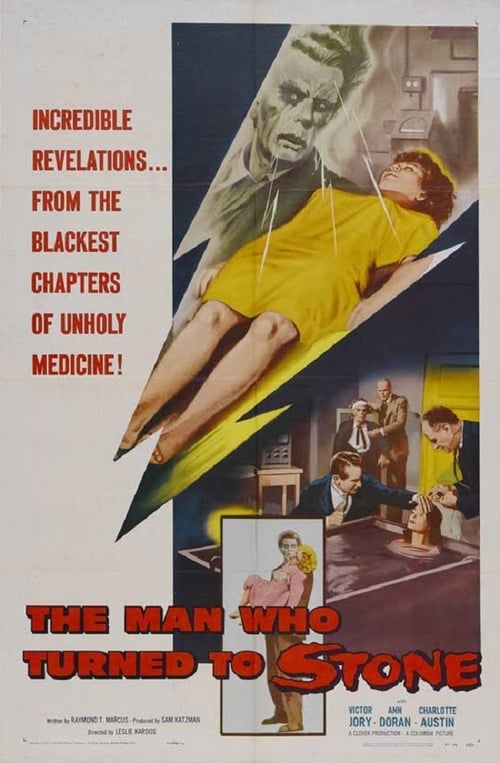 INCREDIBLE
REVELATIONS...
FROM THE
BLACKEST
CHAPTERS
OF UNHOLY
MEDICINE!
THE MAN WHO
TURNED TO STONE
Written by RAYMOND T. MARCUS · Produced by SAM KATZMAN
Directed by LESLIE KARDOS
with
VICTOR ANN CHARLOTTE
JORY · DORAN · AUSTIN
A CLOVER PRODUCTION · A COLUMBIA PICTURE